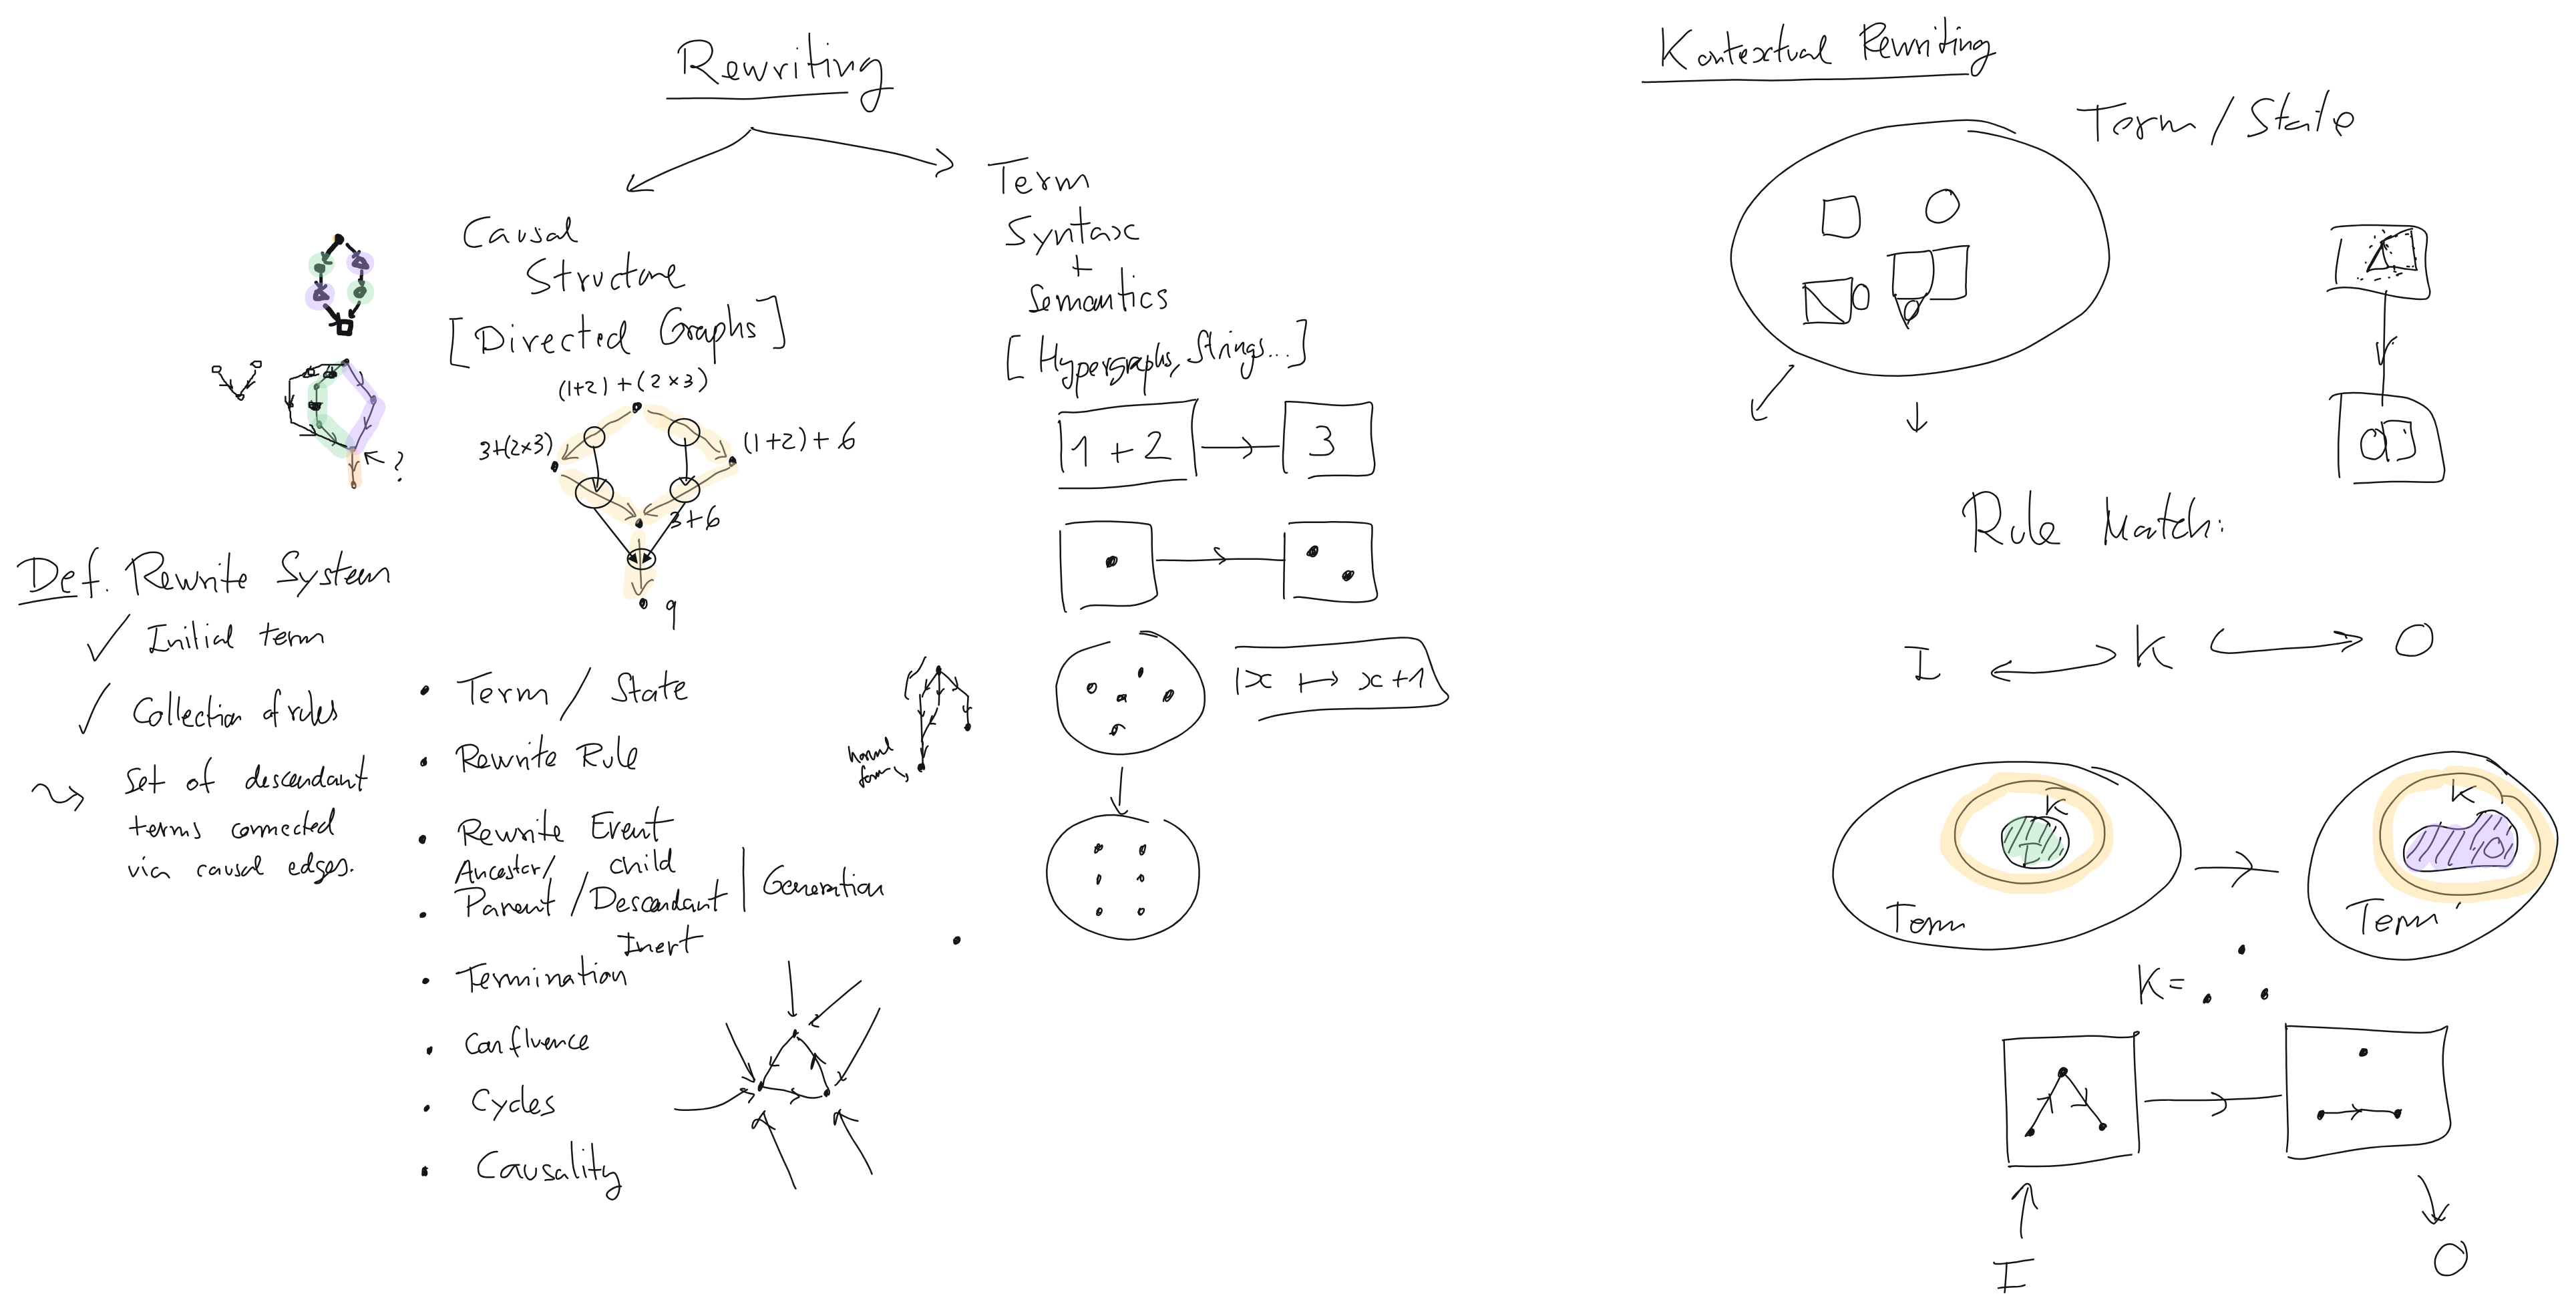 Rewriting
Causal
Structure
[Directed Graphs]
(1+2) + (2×3)
3+(2×3)
(1+2) + 6
3+6
9
?
Def. Rewrite System
✓ Initial term
✓ Collection of rules
Set of descendant
terms connected
via causal edges.
• Term / State
• Rewrite Rule
• Rewrite Event
Ancestor/ Child
• Parent / Descendant | Generation
Inert
• Termination
• Confluence
• Cycles
• Causality
normal
form
Term
Syntax
+
Semantics
[Hypergraphs, Strings...]
1 + 2
3
x ↦ x+1
Kontextual Rewriting
Term / State
Rule Match:
I
K
O
K
I
Term
K
O
Term'
K =
I
O